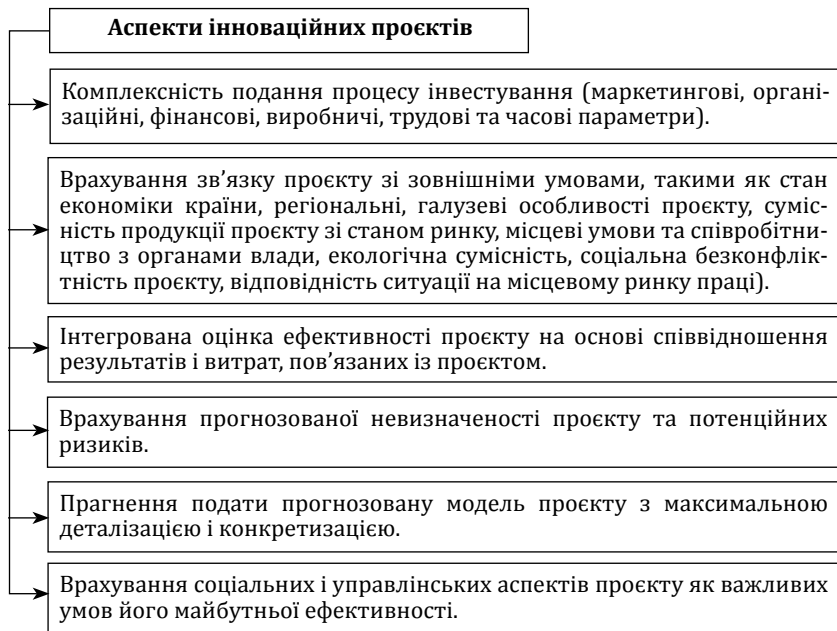 Аспекти інноваційних проєктів
Комплексність подання процесу інвестування (маркетингові, органі-
заційні, фінансові, виробничі, трудові та часові параметри).
Врахування зв’язку проєкту зі зовнішніми умовами, такими як стан
економіки країни, регіональні, галузеві особливості проєкту, суміс-
ність продукції проєкту зі станом ринку, місцеві умови та співробітни-
цтво з органами влади, екологічна сумісність, соціальна безконфлік-
тність проєкту, відповідність ситуації на місцевому ринку праці).
Інтегрована оцінка ефективності проєкту на основі співвідношення
результатів і витрат, пов’язаних із проєктом.
Врахування прогнозованої невизначеності проєкту та потенційних
ризиків.
Прагнення подати прогнозовану модель проєкту з максимальною
деталізацією і конкретизацією.
Врахування соціальних і управлінських аспектів проєкту як важливих
умов його майбутньої ефективності.